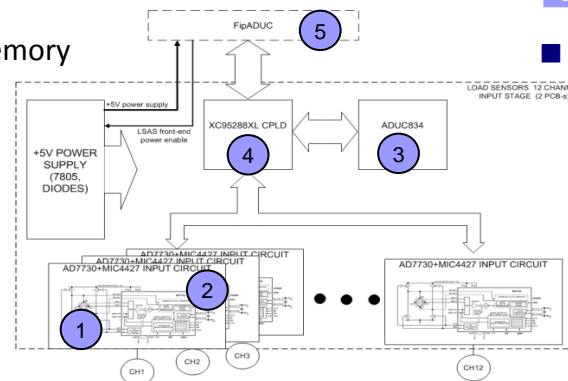 FipADUC
5
emory
LOAD SENSORS 12 CHANN
INPUT STAGE (2 PCB-s)
+5V power supply
LSAS front-end
power enable
XC95288XL CPLD
4
ADUC834
3
+5V POWER
SUPPLY
(7805,
DIODES)
AD7730+MIC4427 INPUT CIRCUIT
AD7730+MIC4427 INPUT CIRCUIT
AD7730+MIC4427 INPUT CIRCUIT
AD7730+MIC4427 INPUT CIRCUIT
2
1
CH1
CH2
CH3
CH12